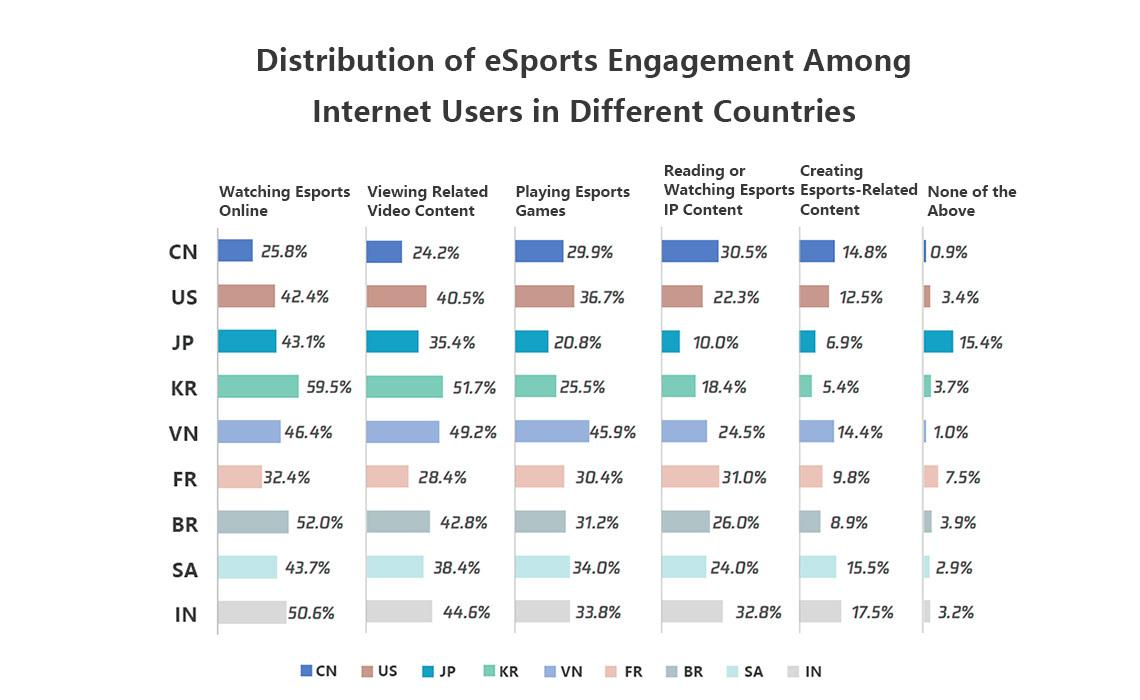 Distribution of eSports Engagement Among
Internet Users in Different Countries
Watching Esports
Online
Viewing Related
Video Content
Playing Esports
Games
Reading or
Watching Esports
IP Content
Creating
Esports-Related
Content
None of the
Above
CN 25.8% 24.2% 29.9% 30.5% 14.8% 0.9%
US 42.4% 40.5% 36.7% 22.3% 12.5% 3.4%
JP 43.1% 35.4% 20.8% 10.0% 6.9% 15.4%
KR 59.5% 51.7% 25.5% 18.4% 5.4% 3.7%
VN 46.4% 49.2% 45.9% 24.5% 14.4% 1.0%
FR 32.4% 28.4% 30.4% 31.0% 9.8% 7.5%
BR 52.0% 42.8% 31.2% 26.0% 8.9% 3.9%
SA 43.7% 38.4% 34.0% 24.0% 15.5% 2.9%
IN 50.6% 44.6% 33.8% 32.8% 17.5% 3.2%
CN US JP KR VN FR BR SA IN